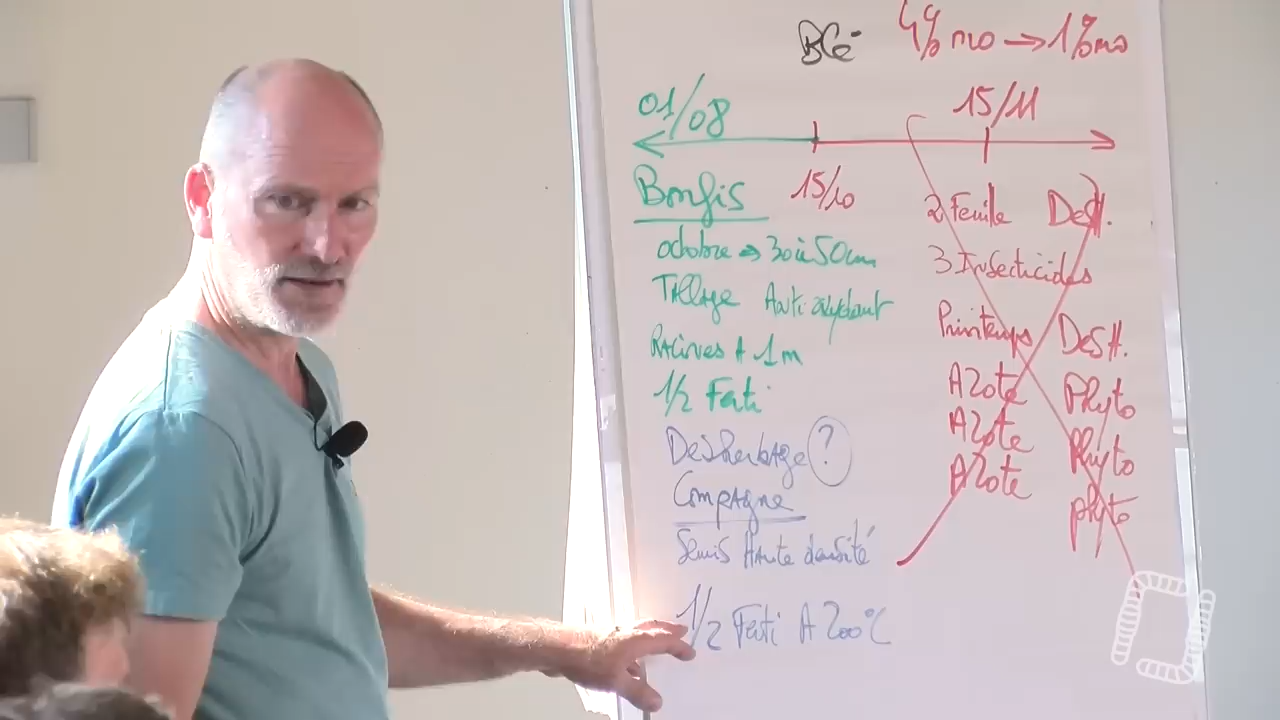 BLé 4% mo → 1% mo
01/08
15/11
15/10
Bonfis
octobre → 30 à 50cm
Tallage Anti oxydant
Racines A 1m
1/2 Ferti
Desherbage ?
Compagne
Semis Haute densité
1/2 Ferti A 200°C
2 Feuille DesH.
3 Insecticides
Printemps DesH.
Azote Phyto
Azote Phyto
Azote phyto